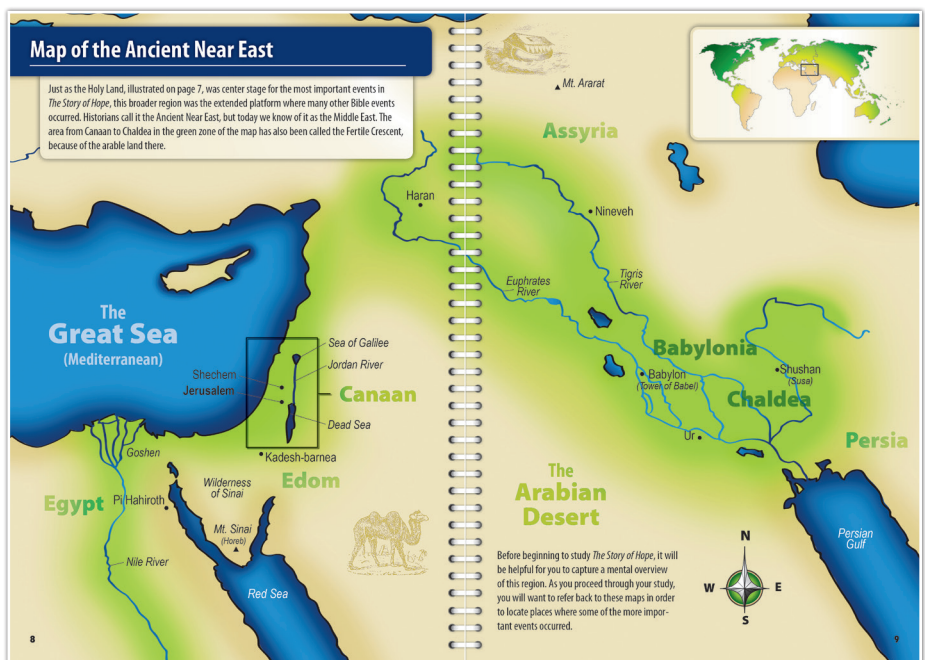 Map of the Ancient Near East
Just as the Holy Land, illustrated on page 7, was center stage for the most important events in
The Story of Hope, this broader region was the extended platform where many other Bible events
occurred. Historians call it the Ancient Near East, but today we know of it as the Middle East. The
area from Canaan to Chaldea in the green zone of the map has also been called the Fertile Crescent,
because of the arable land there.
Mt. Ararat
Assyria
Haran
Nineveh
Euphrates
River
Tigris
River
The
Great Sea
(Mediterranean)
Sea of Galilee
Jordan River
Shechem
Jerusalem
Canaan
Dead Sea
Babylonia
Babylon
(Tower of Babel)
Shushan
(Susa)
Chaldea
Ur
Persia
Goshen
Kadesh-barnea
Edom
Wilderness
of Sinai
Egypt
Pi Hahiroth
Mt. Sinai
(Horeb)
Nile River
Red Sea
The
Arabian
Desert
Persian
Gulf
Before beginning to study The Story of Hope, it will
be helpful for you to capture a mental overview
of this region. As you proceed through your study,
you will want to refer back to these maps in order
to locate places where some of the more impor-
tant events occurred.
N
W
E
S
8
9